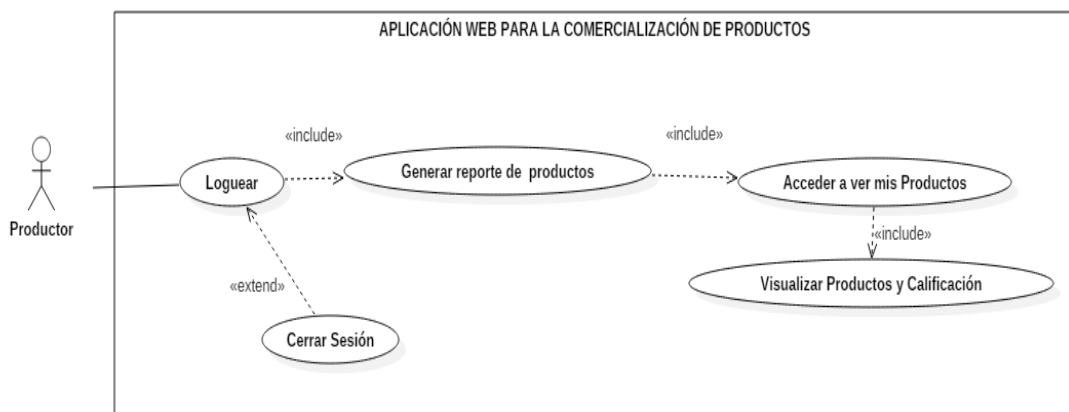 APLICACIÓN WEB PARA LA COMERCIALIZACIÓN DE PRODUCTOS
«include»
«include»
Generar reporte de productos
Loguear
Acceder a ver mis Productos
Productor
«include»
«extend»
Visualizar Productos y Calificación
Cerrar Sesión